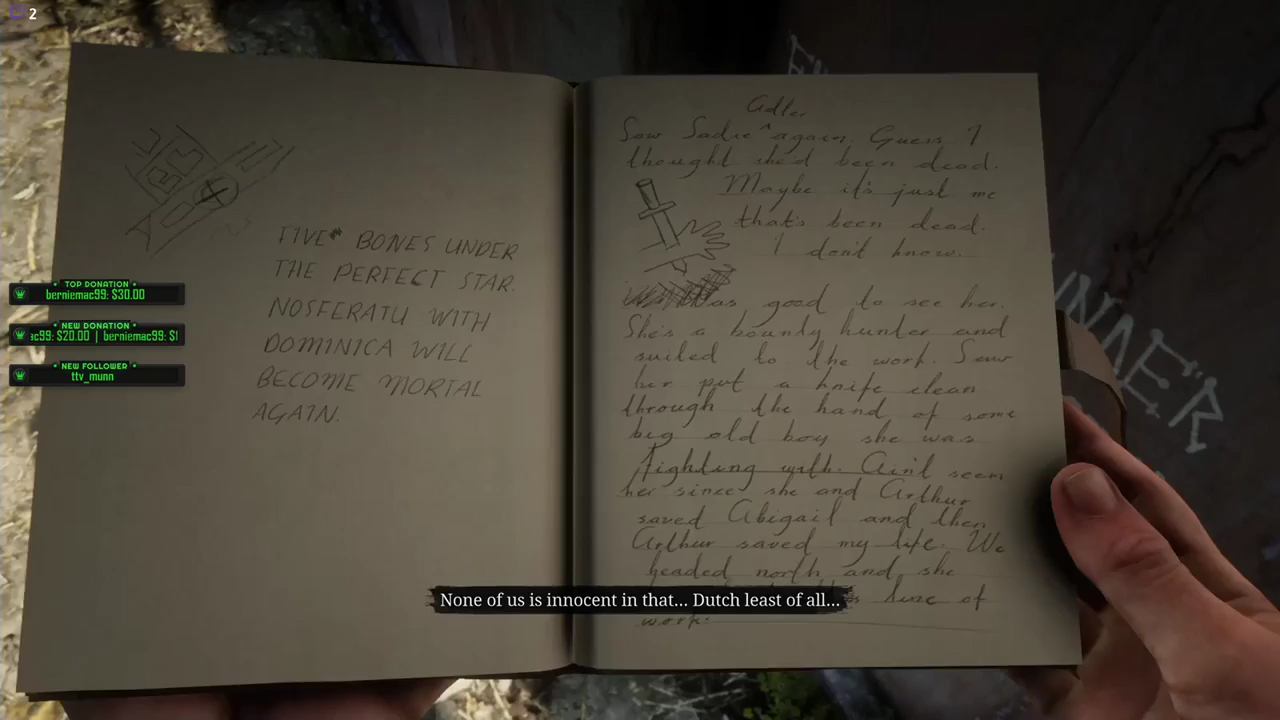 2
TOP DONATION
berniemac99: $30.00
NEW DONATION
ac99: $20.00 | berniemac99: $1
NEW FOLLOWER
ttv_munn
FIVE BONES UNDER
THE PERFECT STAR.
NOSFERATU WITH
DOMINICA WILL
BECOME MORTAL
AGAIN.
Adler
Saw Sadie ^ again. Guess I
thought she'd been dead.
Maybe it's just me
that's been dead.
I don't know.
was good to see her.
She's a bounty hunter and
suited to the work. Saw
her put a knife clean
through the hand of some
big old boy she was
fighting with. Ain't seen
her since she and Arthur
saved Abigail and then
Arthur saved my life. We
headed north and she
line of
work.
None of us is innocent in that... Dutch least of all...
NNER